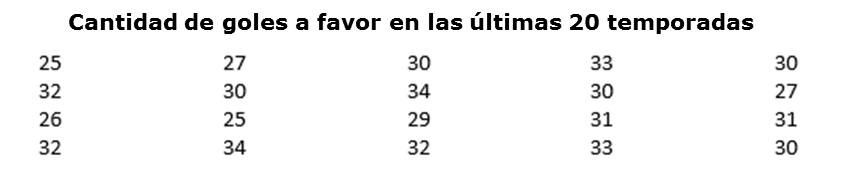 Cantidad de goles a favor en las últimas 20 temporadas
25 27 30 33 30
32 30 34 30 27
26 25 29 31 31
32 34 32 33 30